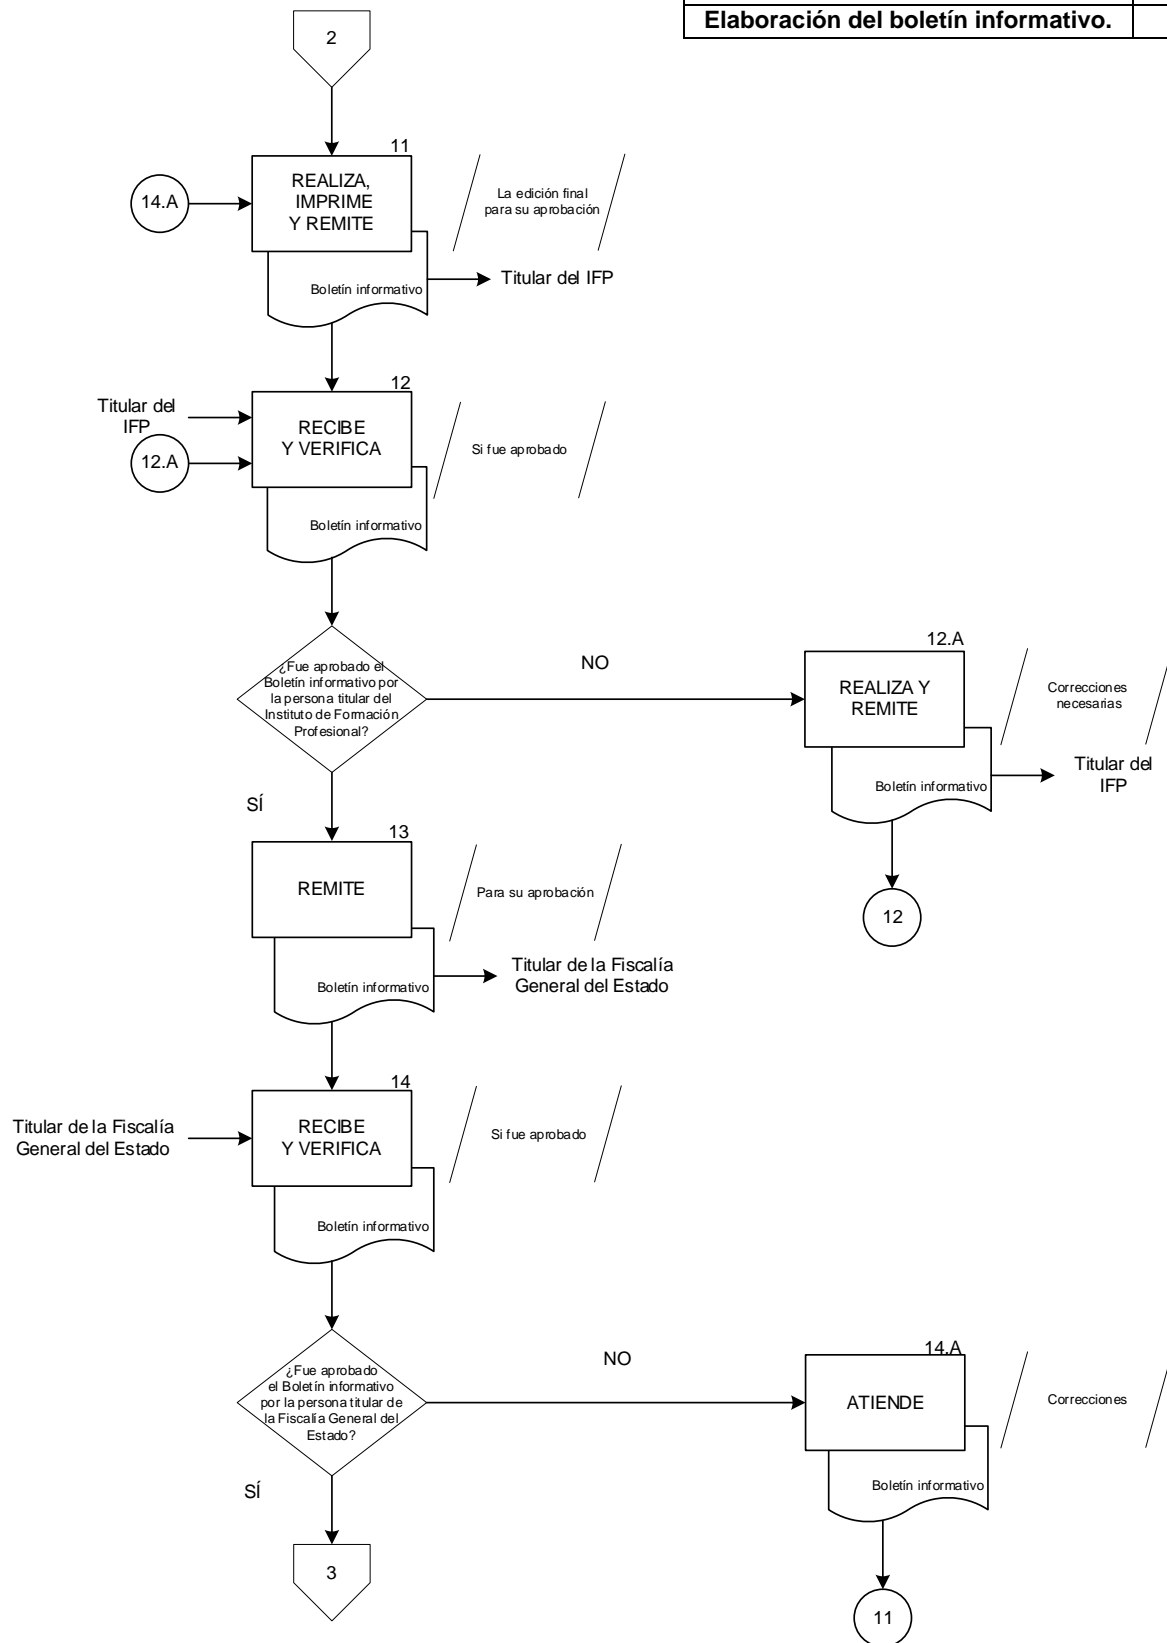 Elaboración del boletín informativo.
2
11
REALIZA,
IMPRIME
Y REMITE
14.A
La edición final
para su aprobación
Boletín informativo
Titular del IFP
12
Titular del
IFP
RECIBE
Y VERIFICA
12.A
Si fue aprobado
Boletín informativo
¿Fue aprobado el
Boletín informativo por
la persona titular del
Instituto de Formación
Profesional?
NO
12.A
REALIZA Y
REMITE
Correcciones
necesarias
Boletín informativo
Titular del
IFP
12
SÍ
13
REMITE
Para su aprobación
Boletín informativo
Titular de la Fiscalía
General del Estado
14
Titular de la Fiscalía
General del Estado
RECIBE
Y VERIFICA
Si fue aprobado
Boletín informativo
¿Fue aprobado
el Boletín informativo
por la persona titular de
la Fiscalía General del
Estado?
NO
14.A
ATIENDE
Correcciones
Boletín informativo
11
SÍ
3